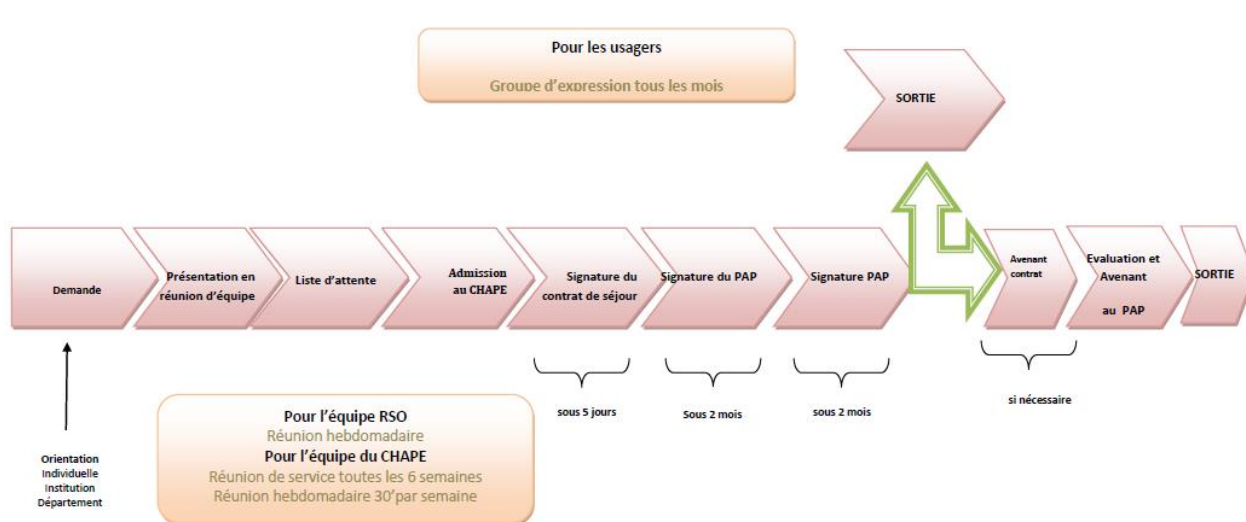 Pour les usagers
Groupe d'expression tous les mois
SORTIE
Demande
Présentation en
réunion d'équipe
Liste d'attente
Admission
au CHAPE
Signature du
contrat de séjour
Signature du PAP
Signature PAP
Avenant
contrat
Evaluation et
Avenant
au PAP
SORTIE
sous 5 jours
Sous 2 mois
sous 2 mois
si nécessaire
Orientation
Individuelle
Institution
Département
Pour l'équipe RSO
Réunion hebdomadaire
Pour l'équipe du CHAPE
Réunion de service toutes les 6 semaines
Réunion hebdomadaire 30'par semaine